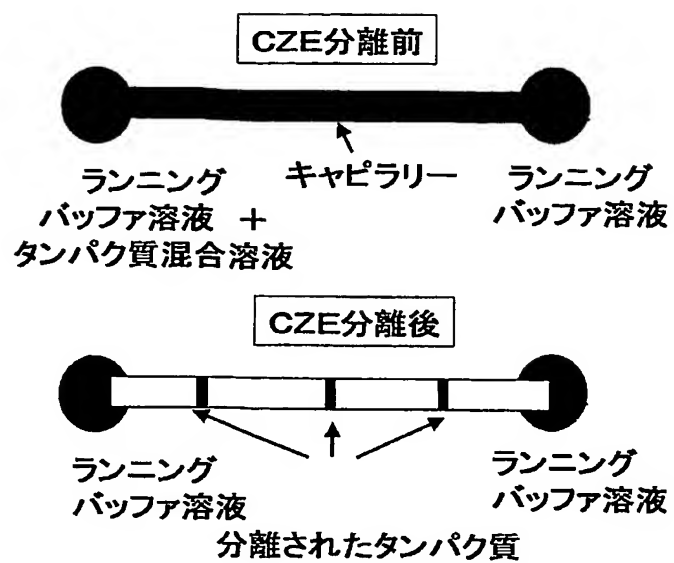 CZE分離前
キャピラリー
ランニング
バッファ溶液 ＋
タンパク質混合溶液
ランニング
バッファ溶液
CZE分離後
ランニング
バッファ溶液
ランニング
バッファ溶液
分離されたタンパク質